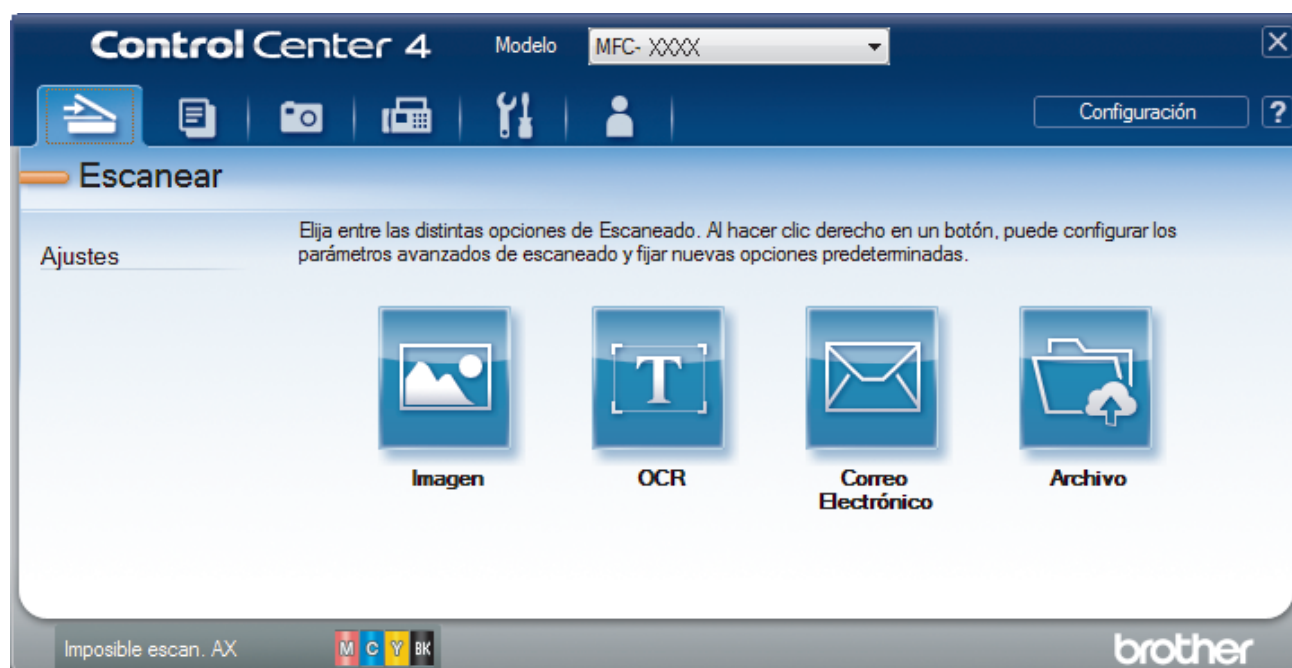 Control Center 4
Modelo
MFC- XXXX
Configuración
?
Escanear
Ajustes
Elija entre las distintas opciones de Escaneado. Al hacer clic derecho en un botón, puede configurar los
parámetros avanzados de escaneado y fijar nuevas opciones predeterminadas.
T
Imagen
OCR
Correo
Electrónico
Archivo
Imposible escan. AX
M C Y BK
brother